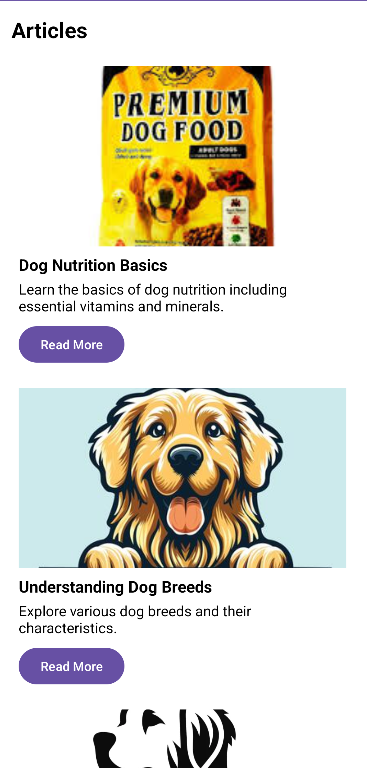 Articles
PREMIUM
DOG FOOD
ADULT DOGS
Dog Nutrition Basics
Learn the basics of dog nutrition including
essential vitamins and minerals.
Read More
Understanding Dog Breeds
Explore various dog breeds and their
characteristics.
Read More